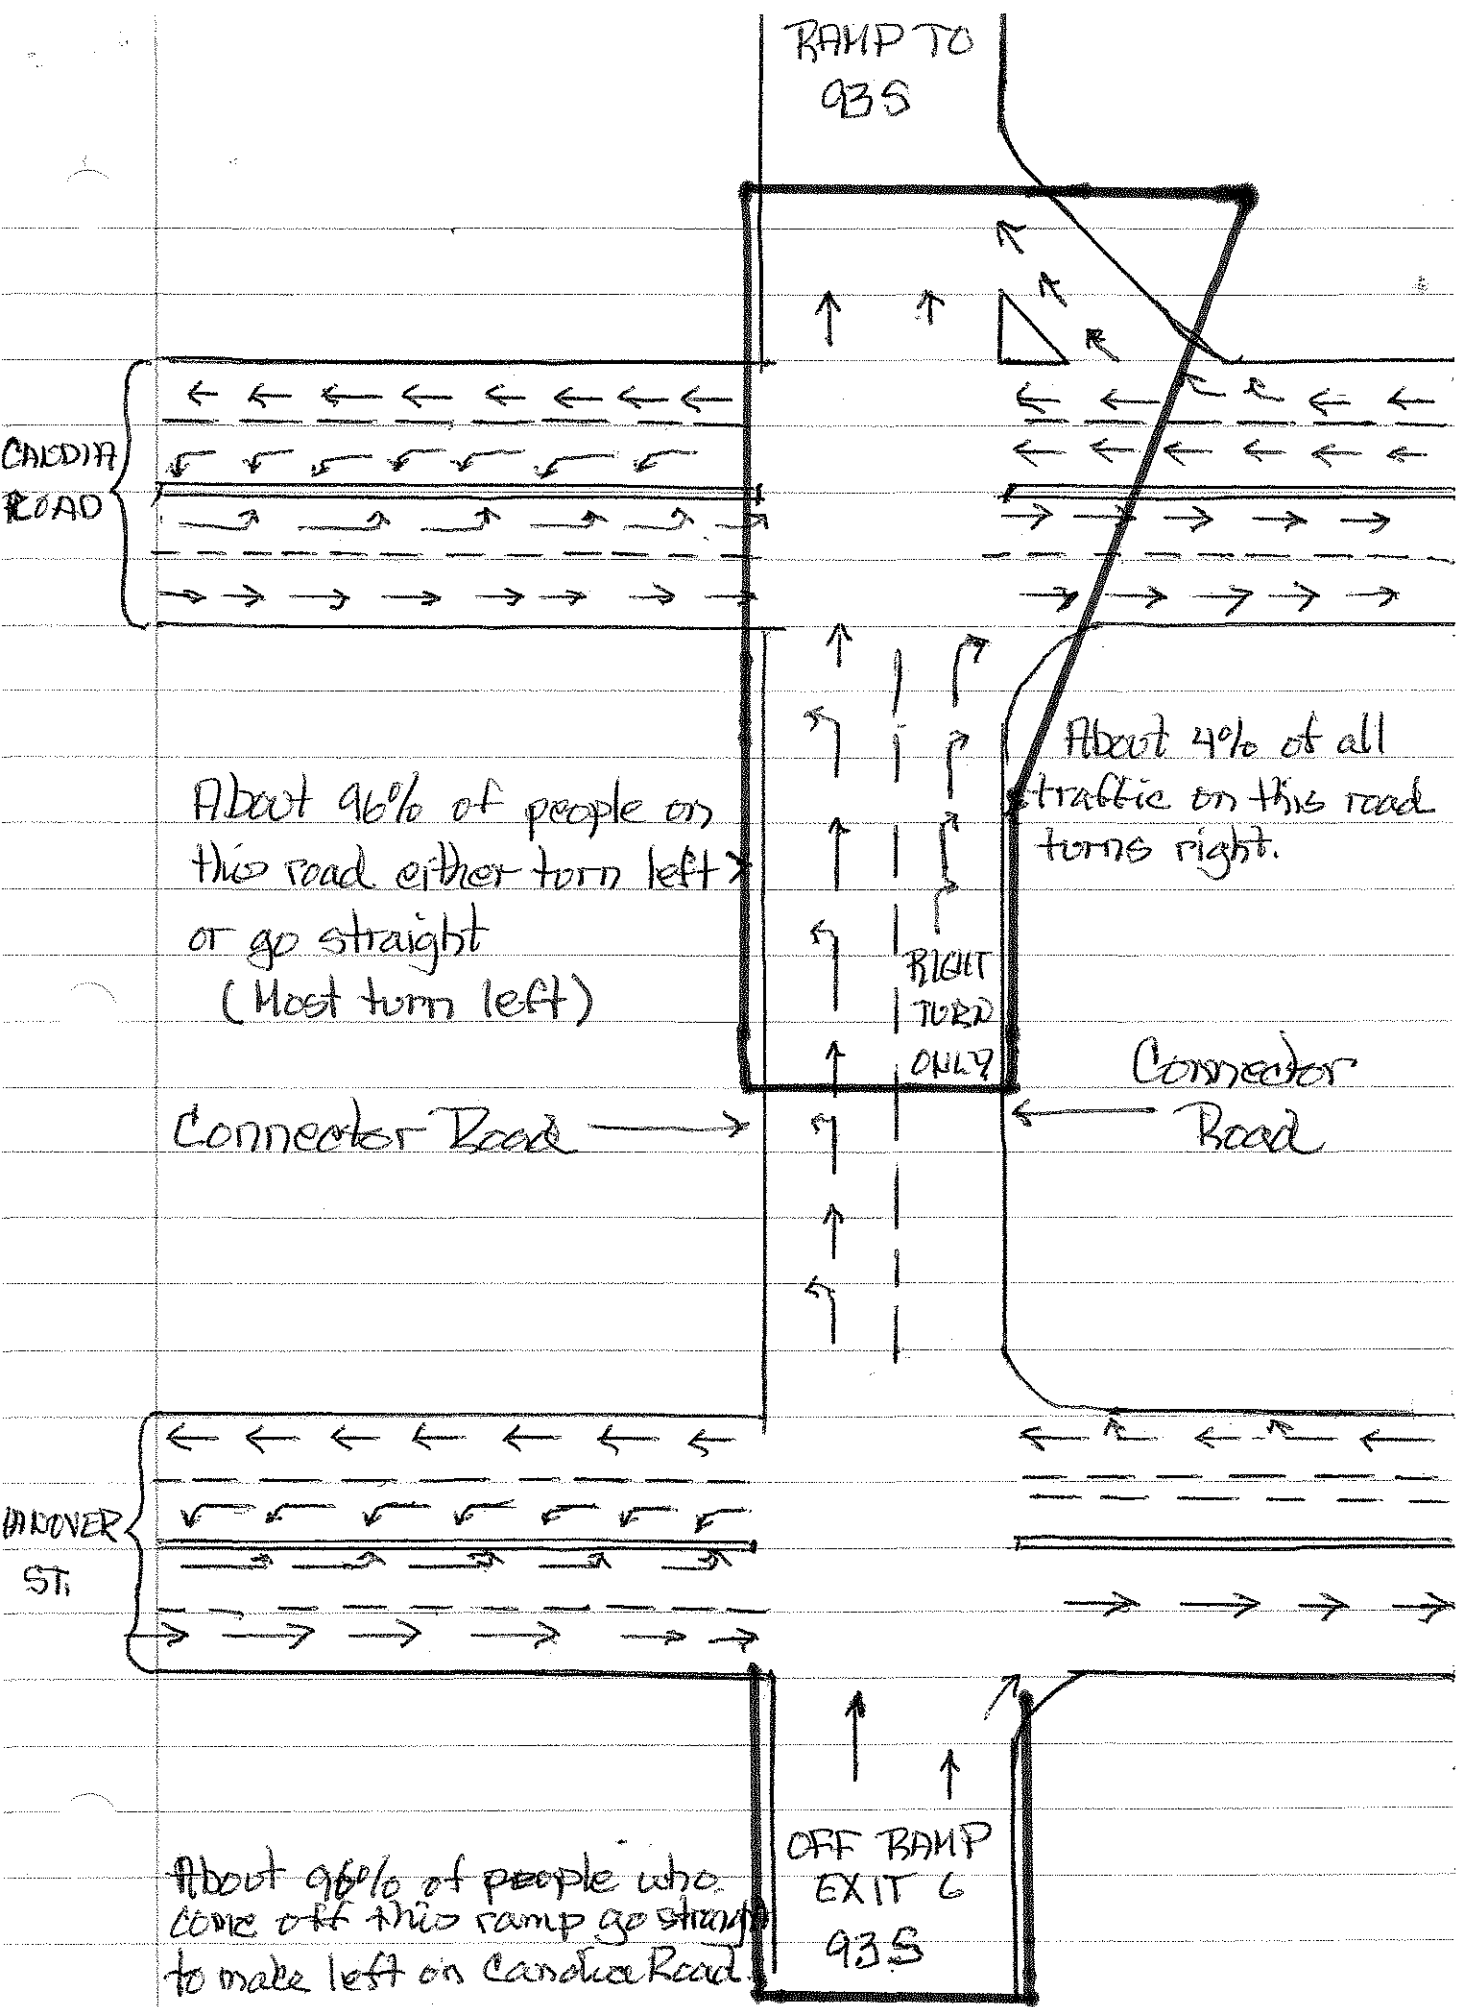 RAMP TO
93S
CANDIA
ROAD
About 96% of people on
this road either turn left
or go straight
(Most turn left)
About 4% of all
traffic on this road
turns right.
RIGHT
TURN
ONLY
Connector Road
Connector
Road
HANOVER
ST.
OFF RAMP
EXIT 6
93S
About 96% of people who
come off this ramp go straight
to make left on Candia Road.